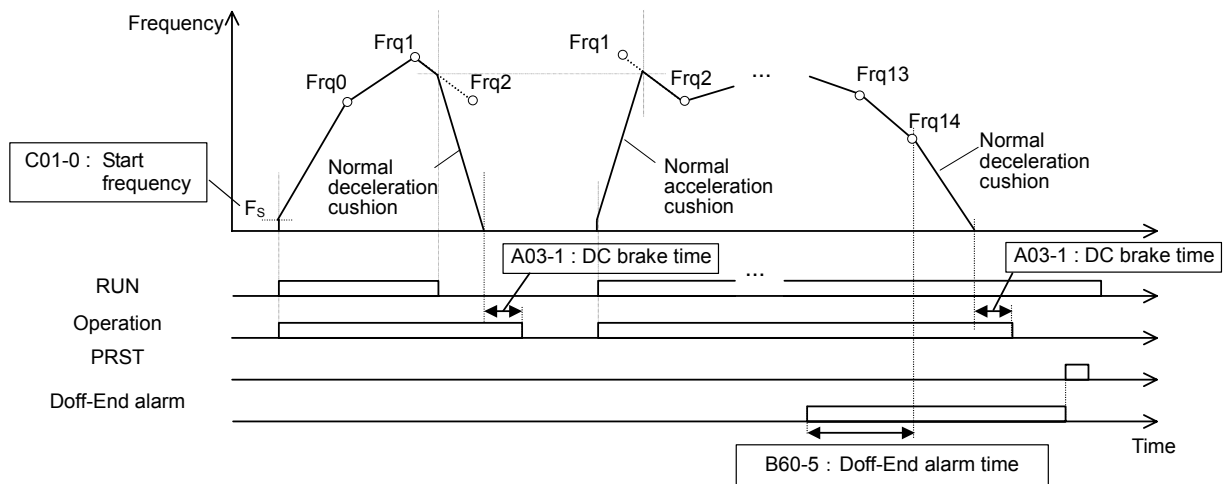 Frequency
Frq0
Frq1
Frq2
Frq1
Frq2
...
Frq13
Frq14
C01-0 : Start
frequency
FS
Normal
deceleration
cushion
Normal
acceleration
cushion
Normal
deceleration
cushion
A03-1 : DC brake time
A03-1 : DC brake time
RUN
...
Operation
PRST
Doff-End alarm
Time
B60-5 : Doff-End alarm time